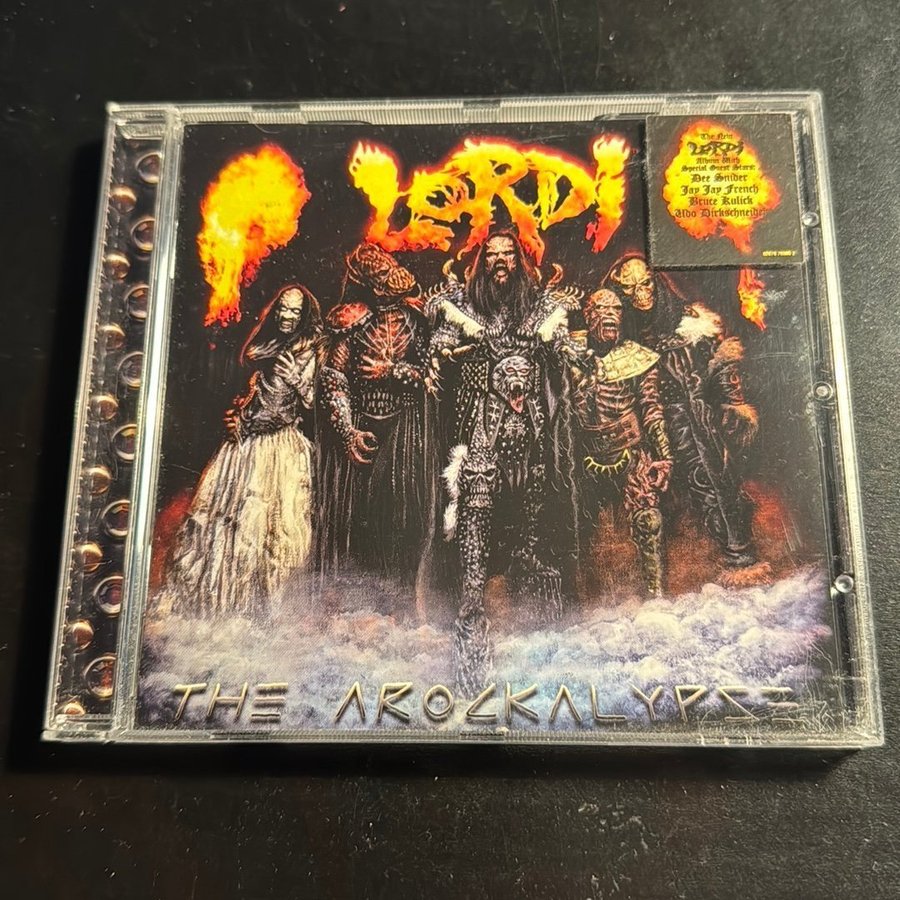 LORDI
The New
LORDI
Album With
Special Guest Stars:
Dee Snider
Jay Jay French
Bruce Kulick
Udo Dirkschneider
THE AROCKALYPSE